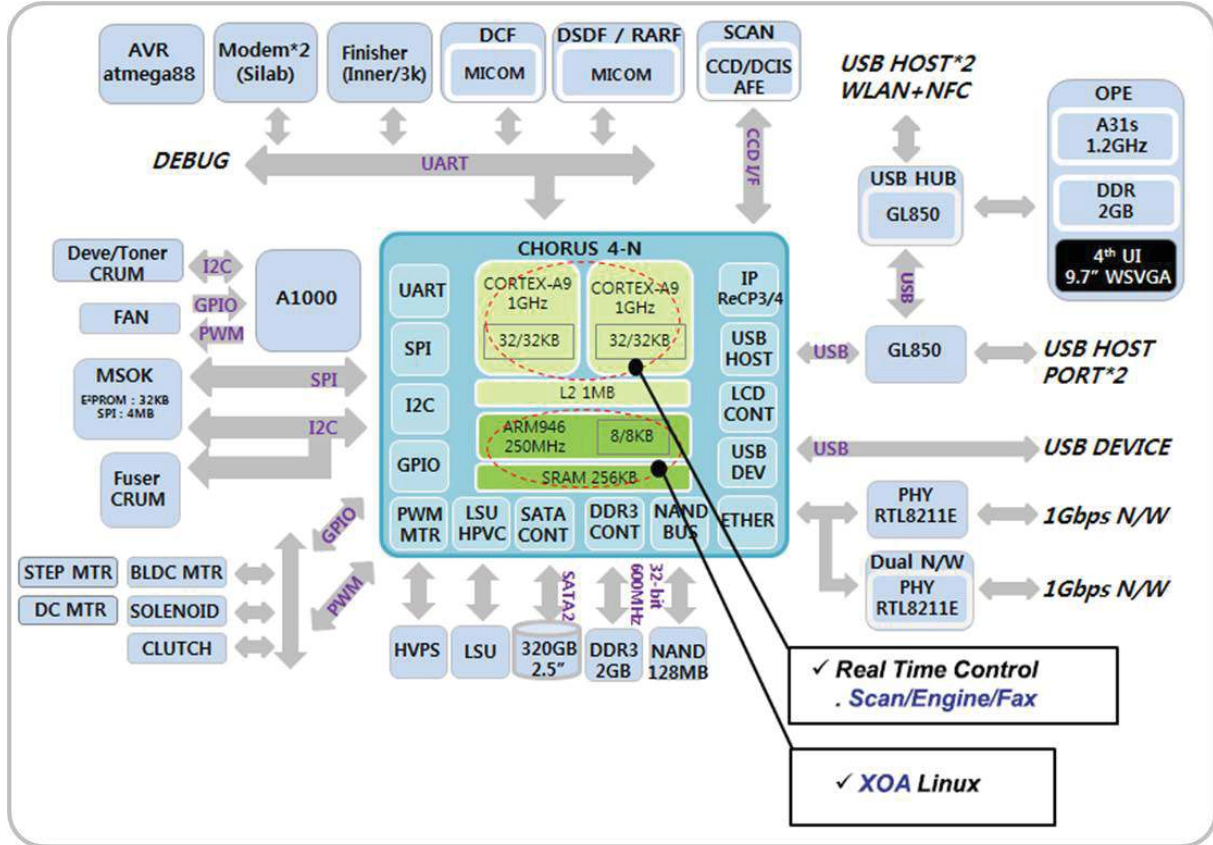 AVR
atmega88
Modem*2
(Silab)
Finisher
(Inner/3k)
DCF
MICOM
DSDF / RARF
MICOM
SCAN
CCD/DCIS
AFE
USB HOST*2
WLAN+NFC
OPE
A31s
1.2GHz
DDR
2GB
4th UI
9.7” WSVGA
DEBUG
UART
CCD I/F
USB HUB
GL850
USB
Deve/Toner
CRUM
I2C
GPIO
PWM
FAN
A1000
MSOK
E²PROM : 32KB
SPI : 4MB
SPI
I2C
Fuser
CRUM
CHORUS 4-N
UART
SPI
I2C
GPIO
CORTEX-A9
1GHz
32/32KB
CORTEX-A9
1GHz
32/32KB
L2 1MB
ARM946
250MHz
8/8KB
SRAM 256KB
IP
ReCP3/4
USB
HOST
LCD
CONT
USB
DEV
PWM
MTR
LSU
HPVC
SATA
CONT
DDR3
CONT
NAND
BUS
ETHER
USB
GL850
USB HOST
PORT*2
USB
USB DEVICE
PHY
RTL8211E
1Gbps N/W
Dual N/W
PHY
RTL8211E
1Gbps N/W
GPIO
PWM
STEP MTR
BLDC MTR
DC MTR
SOLENOID
CLUTCH
SATA2
32-bit
600MHz
HVPS
LSU
320GB
2.5”
DDR3
2GB
NAND
128MB
✓ Real Time Control
. Scan/Engine/Fax
✓ XOA Linux